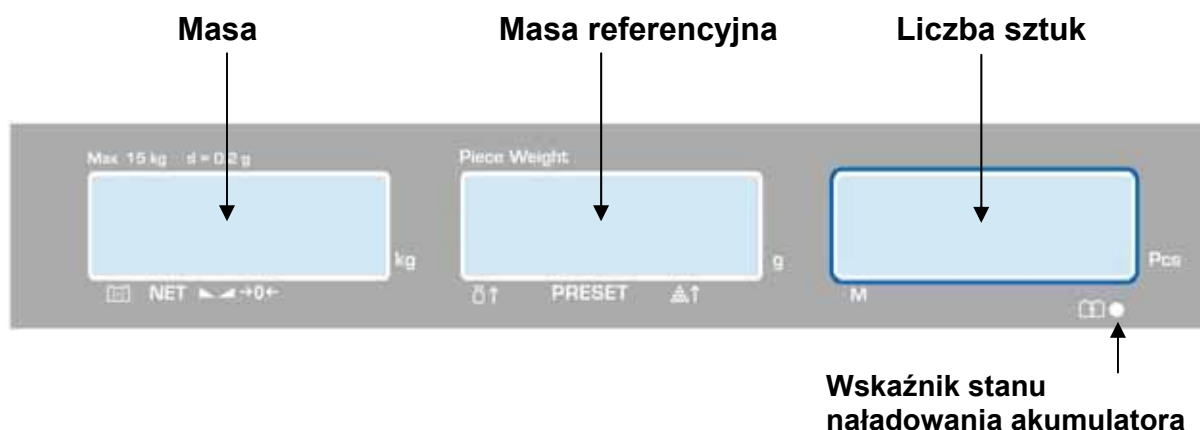 Masa Masa referencyjna Liczba sztuk
Max 15 kg d = 0.2 g Piece Weight
kg g Pcs
NET →0← PRESET M
Wskaźnik stanu
naładowania akumulatora